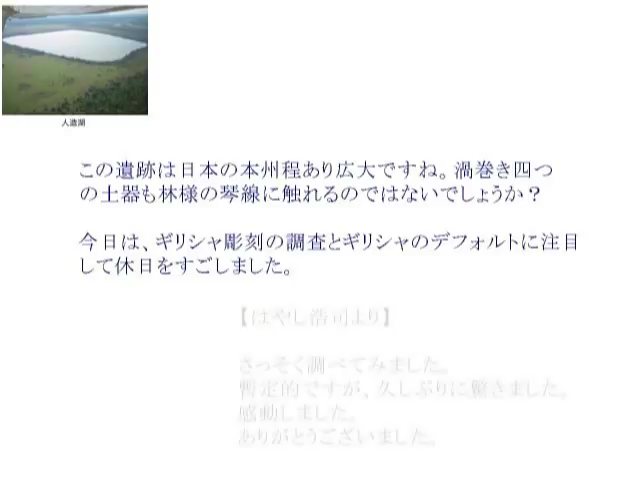 人造湖
この遺跡は日本の本州程あり広大ですね。渦巻き四つ
の土器も林様の琴線に触れるのではないでしょうか？
今日は、ギリシャ彫刻の調査とギリシャのデフォルトに注目
して休日をすごしました。
【はやし浩司より】
さっそく調べてみました。
暫定的ですが、久しぶりに驚きました。
感動しました。
ありがとうございました。